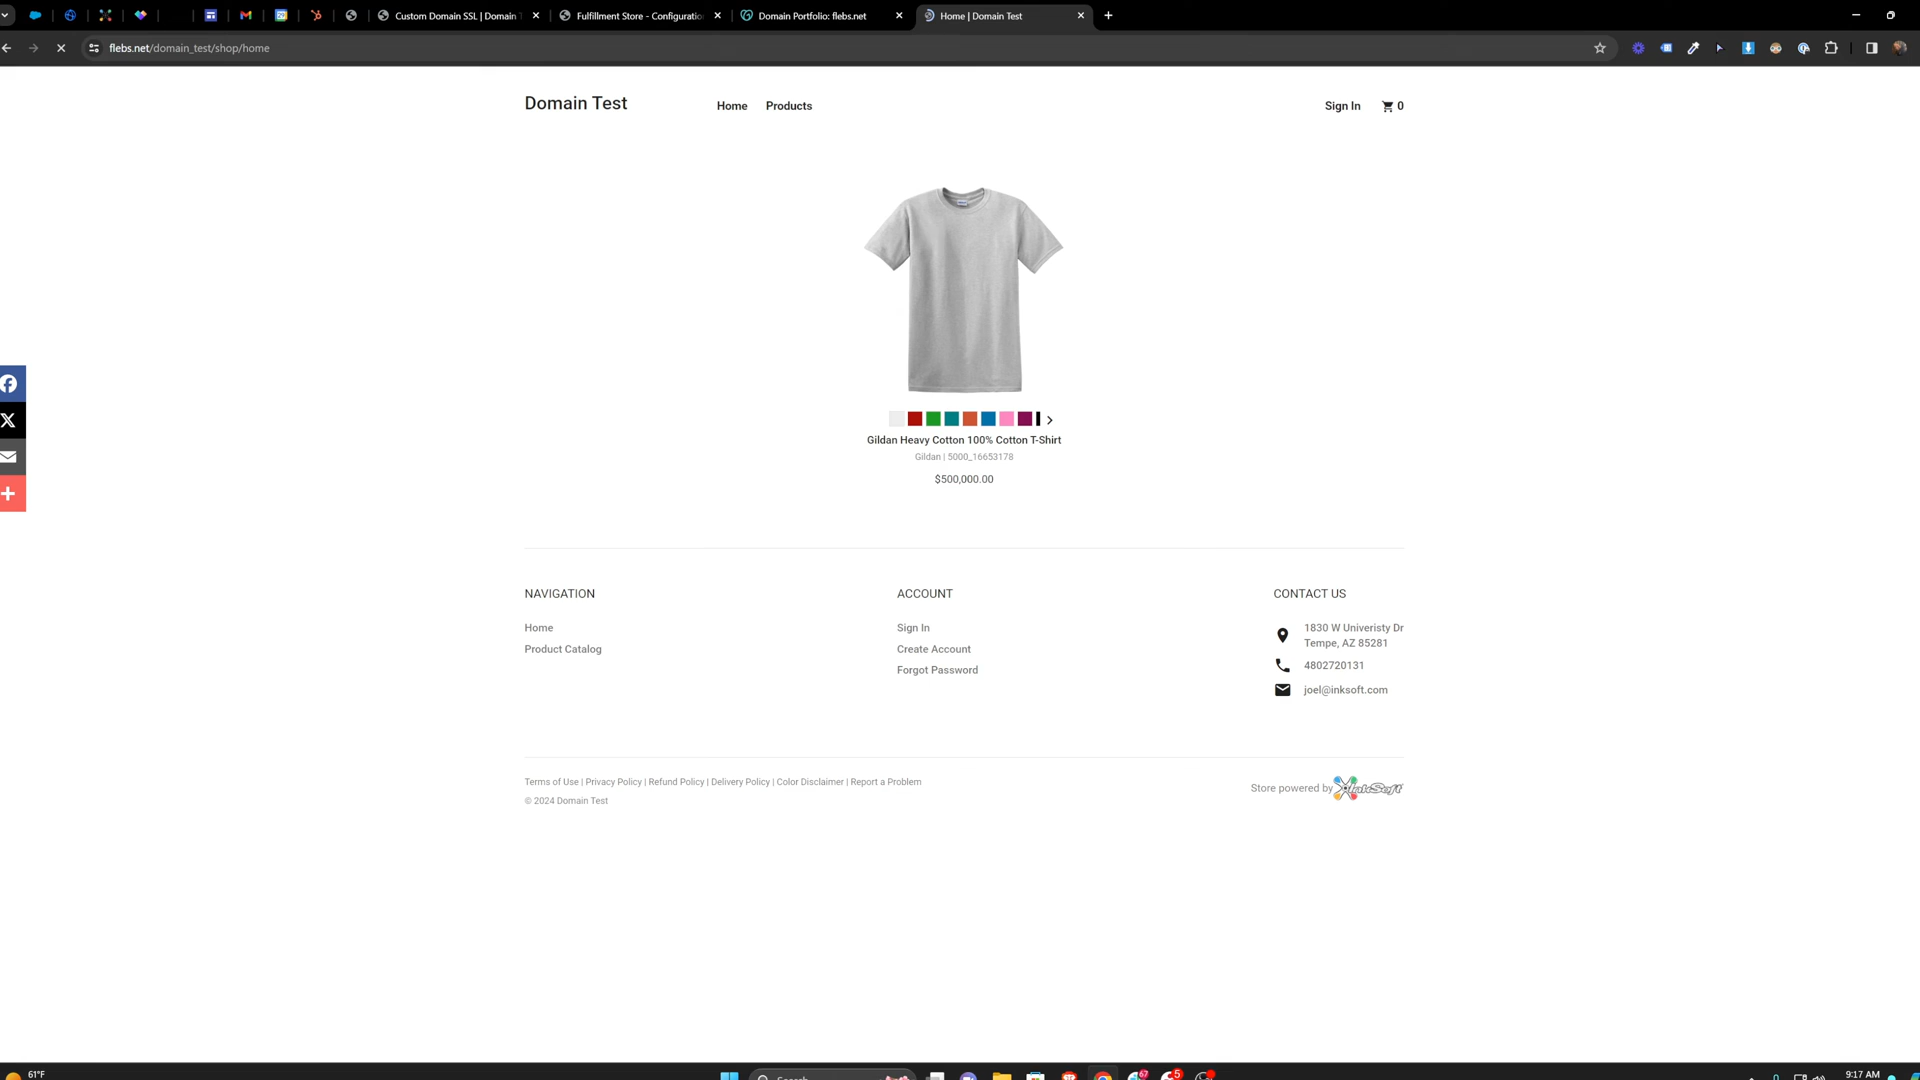 Custom Domain SSL | Domain T
Fulfillment Store - Configuratio
Domain Portfolio: flebs.net
Home | Domain Test
flebs.net/domain_test/shop/home
Domain Test
Home
Products
Sign In
0
Gildan Heavy Cotton 100% Cotton T-Shirt
Gildan | 5000_16653178
$500,000.00
NAVIGATION
Home
Product Catalog
ACCOUNT
Sign In
Create Account
Forgot Password
CONTACT US
1830 W Univeristy Dr
Tempe, AZ 85281
4802720131
joel@inksoft.com
Terms of Use | Privacy Policy | Refund Policy | Delivery Policy | Color Disclaimer | Report a Problem
© 2024 Domain Test
Store powered by InkSoft
61°F
Search
67
5
9:17 AM